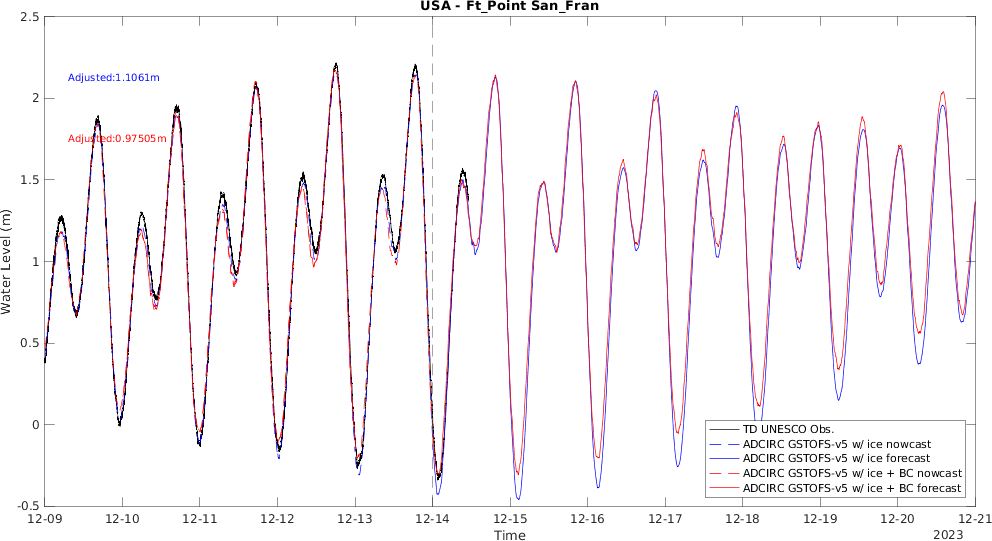 USA - Ft_Point San_Fran
2.5
2
1.5
1
0.5
0
-0.5
Water Level (m)
Adjusted:1.1061m
Adjusted:0.97505m
TD UNESCO Obs.
ADCIRC GSTOFS-v5 w/ ice nowcast
ADCIRC GSTOFS-v5 w/ ice forecast
ADCIRC GSTOFS-v5 w/ ice + BC nowcast
ADCIRC GSTOFS-v5 w/ ice + BC forecast
12-09 12-10 12-11 12-12 12-13 12-14 12-15 12-16 12-17 12-18 12-19 12-20 12-21
Time
2023